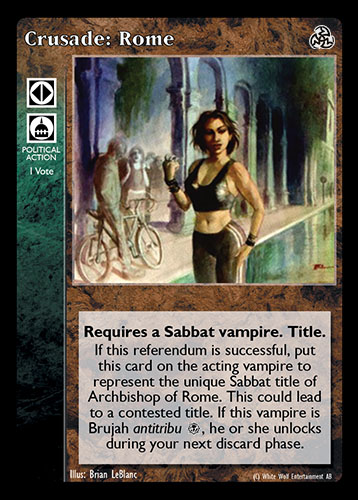 Crusade: Rome
POLITICAL
ACTION
1 Vote
Requires a Sabbat vampire. Title.
If this referendum is successful, put
this card on the acting vampire to
represent the unique Sabbat title of
Archbishop of Rome. This could lead
to a contested title. If this vampire is
Brujah antitribu , he or she unlocks
during your next discard phase.
Illus: Brian LeBlanc
(C) White Wolf Entertainment AB